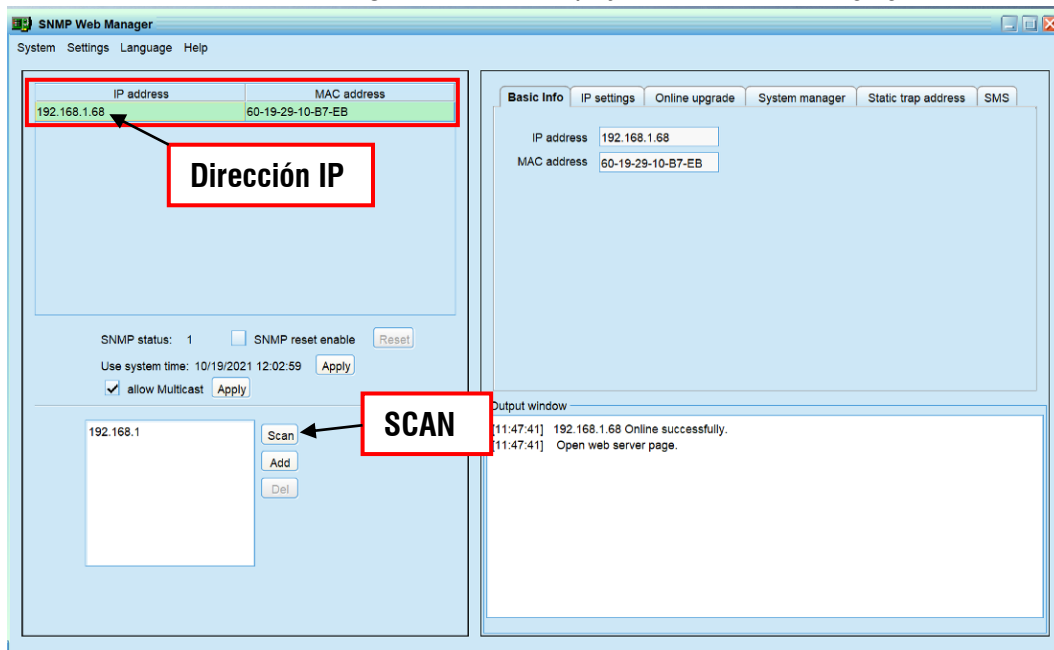 SNMP Web Manager
System Settings Language Help
IP address MAC address
192.168.1.68 60-19-29-10-B7-EB
Dirección IP
SNMP status: 1 SNMP reset enable Reset
Use system time: 10/19/2021 12:02:59 Apply
allow Multicast Apply
192.168.1
Scan
SCAN
Add
Del
Basic Info IP settings Online upgrade System manager Static trap address SMS
IP address 192.168.1.68
MAC address 60-19-29-10-B7-EB
Output window
11:47:41] 192.168.1.68 Online successfully.
11:47:41] Open web server page.